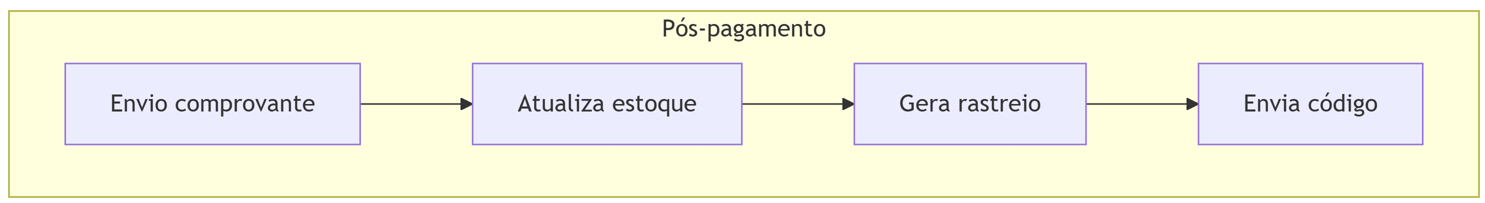 Pós-pagamento
Envio comprovante
Atualiza estoque
Gera rastreio
Envia código